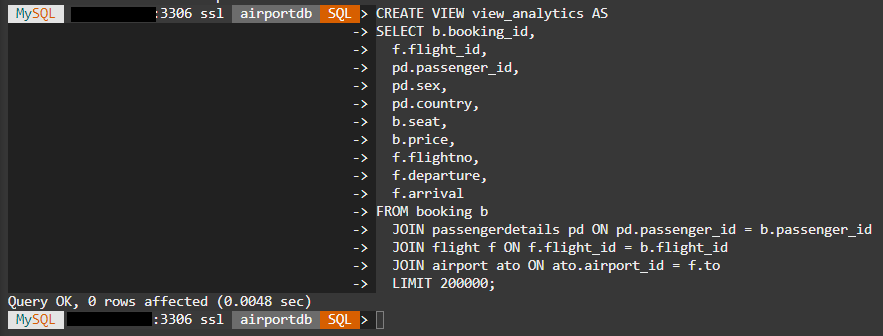 MySQL :3306 ssl airportdb SQL > CREATE VIEW view_analytics AS
-> SELECT b.booking_id,
-> f.flight_id,
-> pd.passenger_id,
-> pd.sex,
-> pd.country,
-> b.seat,
-> b.price,
-> f.flightno,
-> f.departure,
-> f.arrival
-> FROM booking b
-> JOIN passengerdetails pd ON pd.passenger_id = b.passenger_id
-> JOIN flight f ON f.flight_id = b.flight_id
-> JOIN airport ato ON ato.airport_id = f.to
-> LIMIT 200000;
Query OK, 0 rows affected (0.0048 sec)
MySQL :3306 ssl airportdb SQL >